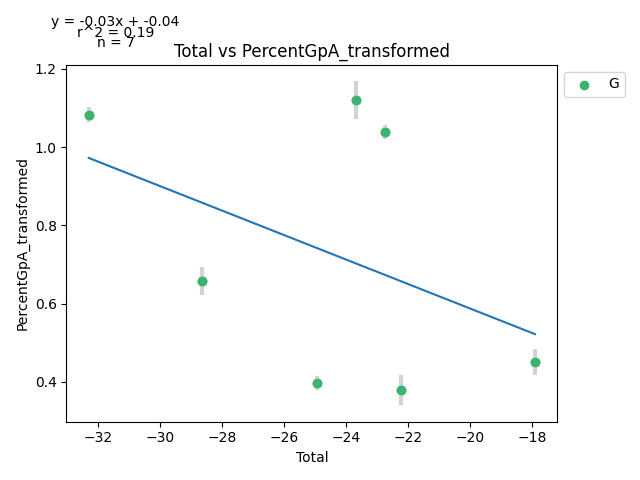 y = -0.03x + -0.04
r^2 = 0.19
n = 7
Total vs PercentGpA_transformed
G
PercentGpA_transformed
1.2
1.0
0.8
0.6
0.4
−32 −30 −28 −26 −24 −22 −20 −18
Total